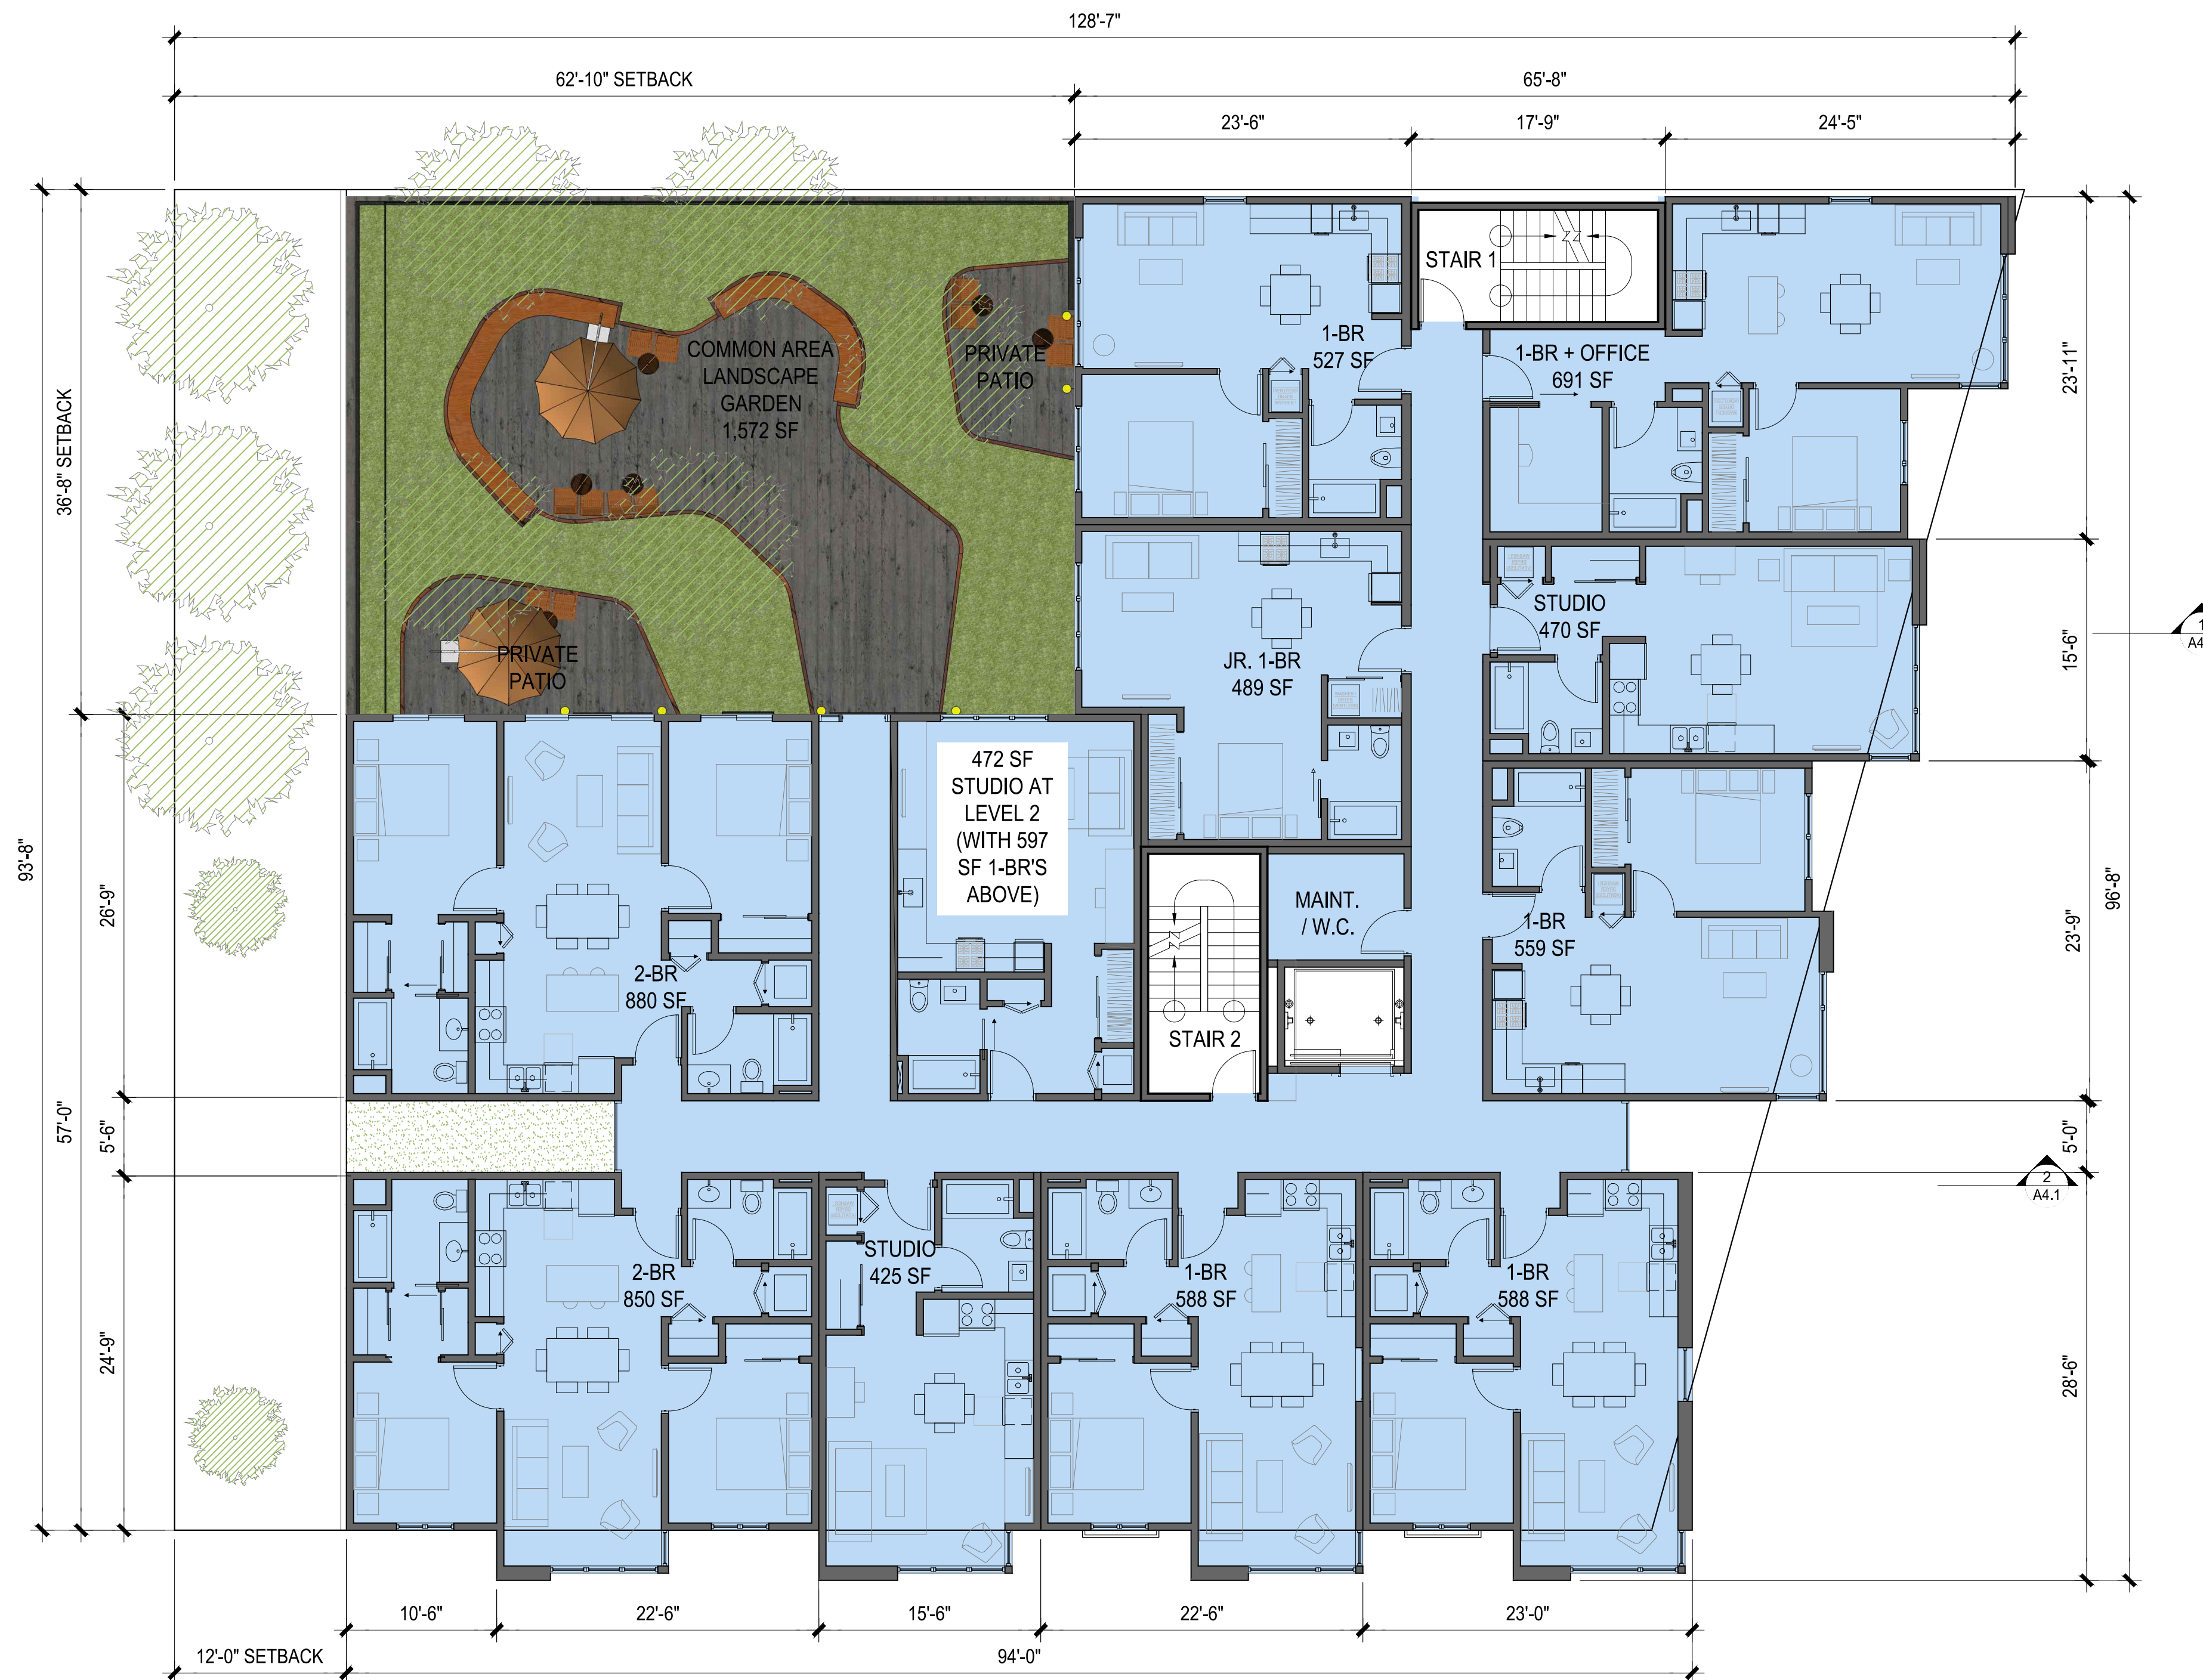 128'-7"
62'-10" SETBACK
65'-8"
23'-6"
17'-9"
24'-5"
STAIR 1
COMMON AREA
LANDSCAPE
GARDEN
1,572 SF
PRIVATE
PATIO
1-BR
527 SF
1-BR + OFFICE
691 SF
23'-11"
36'-8" SETBACK
STUDIO
470 SF
15'-6"
1
A4
PRIVATE
PATIO
JR. 1-BR
489 SF
472 SF
STUDIO AT
LEVEL 2
(WITH 597
SF 1-BR'S
ABOVE)
93'-8"
26'-9"
MAINT.
/ W.C.
1-BR
559 SF
23'-9"
96'-8"
2-BR
880 SF
STAIR 2
57'-0"
5'-6"
5'-0"
2
A4.1
2-BR
850 SF
STUDIO
425 SF
1-BR
588 SF
1-BR
588 SF
24'-9"
28'-6"
10'-6"
22'-6"
15'-6"
22'-6"
23'-0"
12'-0" SETBACK
94'-0"